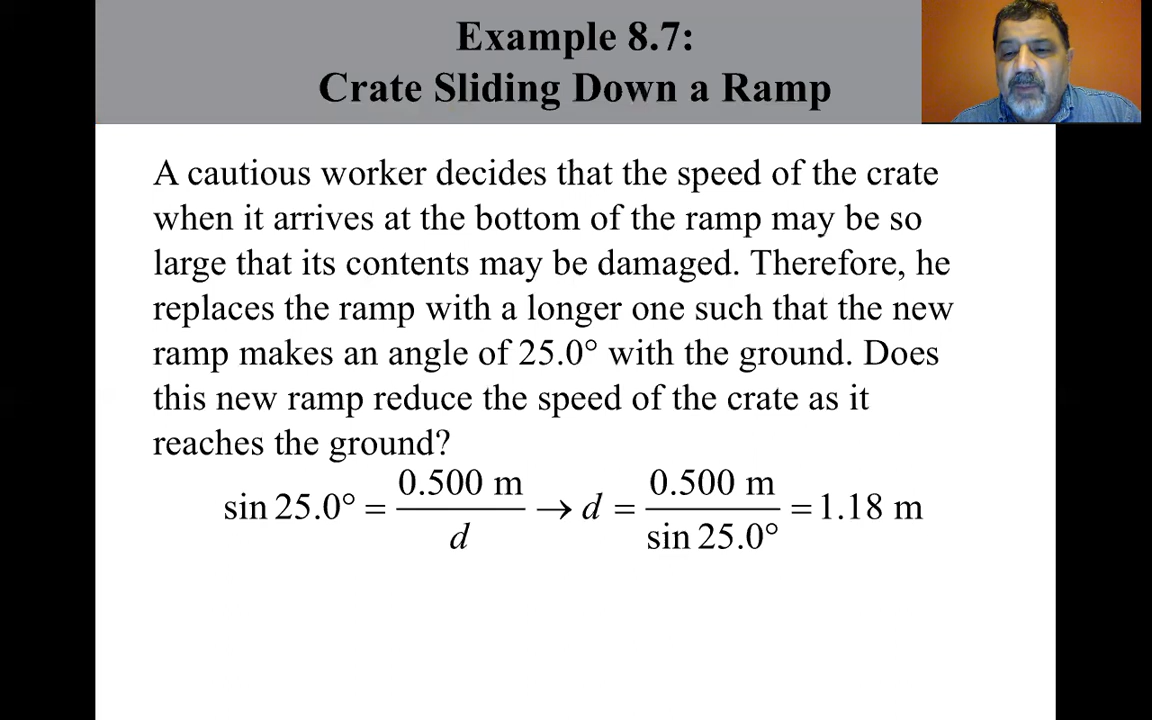 Example 8.7:
Crate Sliding Down a Ramp
A cautious worker decides that the speed of the crate
when it arrives at the bottom of the ramp may be so
large that its contents may be damaged. Therefore, he
replaces the ramp with a longer one such that the new
ramp makes an angle of 25.0° with the ground. Does
this new ramp reduce the speed of the crate as it
reaches the ground?
sin 25.0° = 0.500 m / d → d = 0.500 m / sin 25.0° = 1.18 m